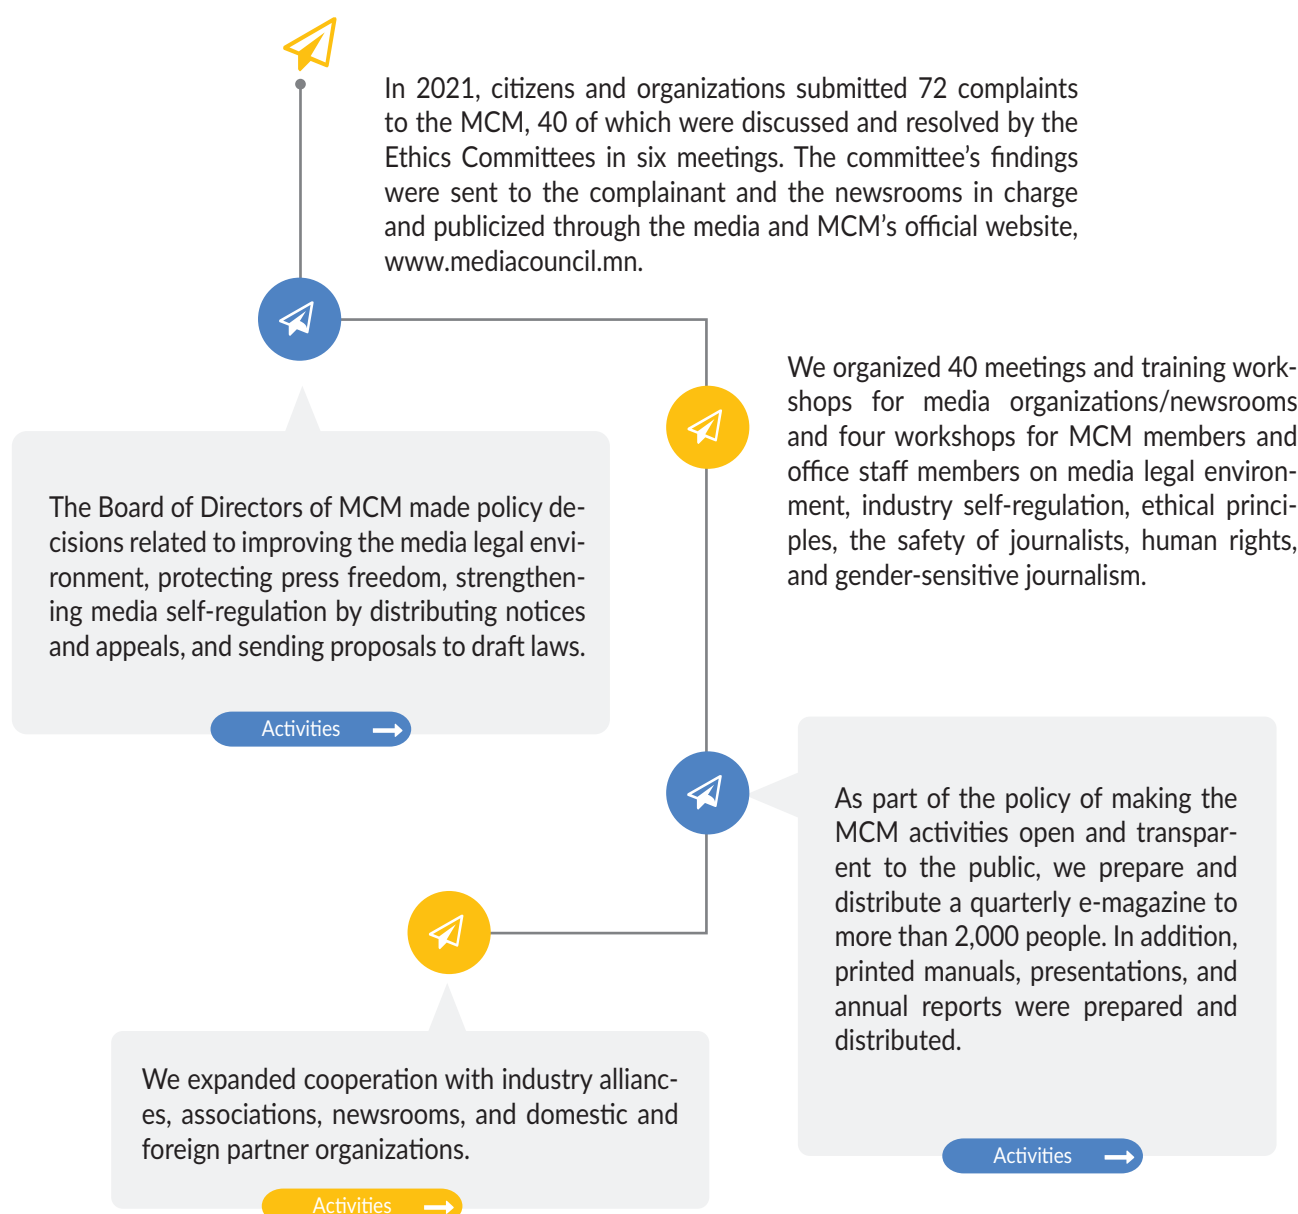 In 2021, citizens and organizations submitted 72 complaints
to the MCM, 40 of which were discussed and resolved by the
Ethics Committees in six meetings. The committee’s findings
were sent to the complainant and the newsrooms in charge
and publicized through the media and MCM’s official website,
www.mediacouncil.mn.
We organized 40 meetings and training work-
shops for media organizations/newsrooms
and four workshops for MCM members and
office staff members on media legal environ-
ment, industry self-regulation, ethical princi-
ples, the safety of journalists, human rights,
and gender-sensitive journalism.
The Board of Directors of MCM made policy de-
cisions related to improving the media legal envi-
ronment, protecting press freedom, strengthen-
ing media self-regulation by distributing notices
and appeals, and sending proposals to draft laws.
Activities
As part of the policy of making the
MCM activities open and transpar-
ent to the public, we prepare and
distribute a quarterly e-magazine to
more than 2,000 people. In addition,
printed manuals, presentations, and
annual reports were prepared and
distributed.
Activities
We expanded cooperation with industry allianc-
es, associations, newsrooms, and domestic and
foreign partner organizations.
Activities